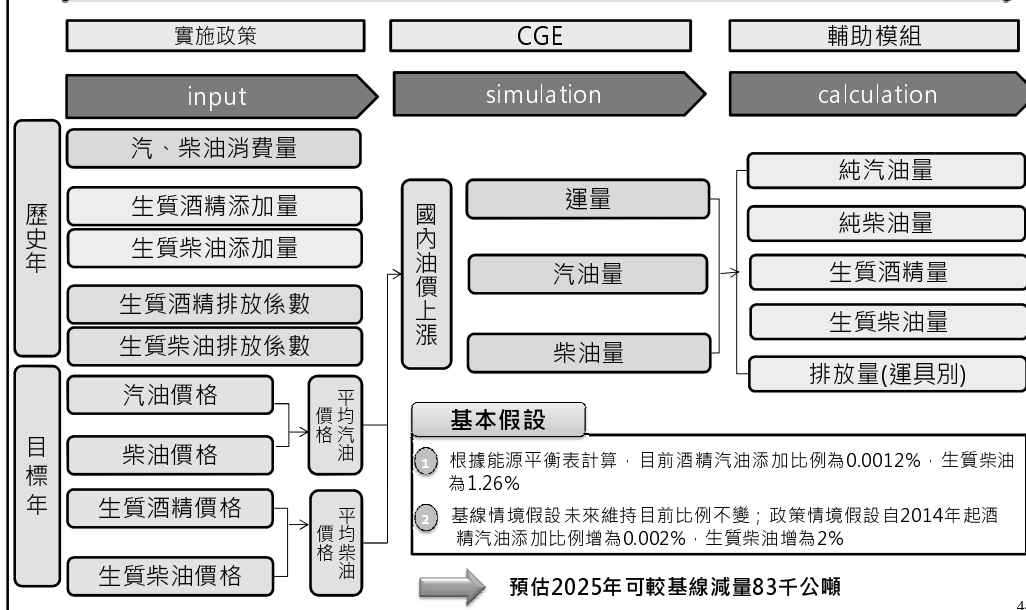 實施政策
CGE
輔助模組
input
simulation
calculation
歷史年
汽、柴油消費量
生質酒精添加量
生質柴油添加量
生質酒精排放係數
生質柴油排放係數
目標年
汽油價格
柴油價格
生質酒精價格
生質柴油價格
平均汽油
價格
平均柴油
價格
國內油價上漲
運量
汽油量
柴油量
純汽油量
純柴油量
生質酒精量
生質柴油量
排放量(運具別)
基本假設
1 根據能源平衡表計算，目前酒精汽油添加比例為0.0012%，生質柴油
為1.26%
2 基線情境假設未來維持目前比例不變；政策情境假設自2014年起酒
精汽油添加比例增為0.002%，生質柴油增為2%
預估2025年可較基線減量83千公噸